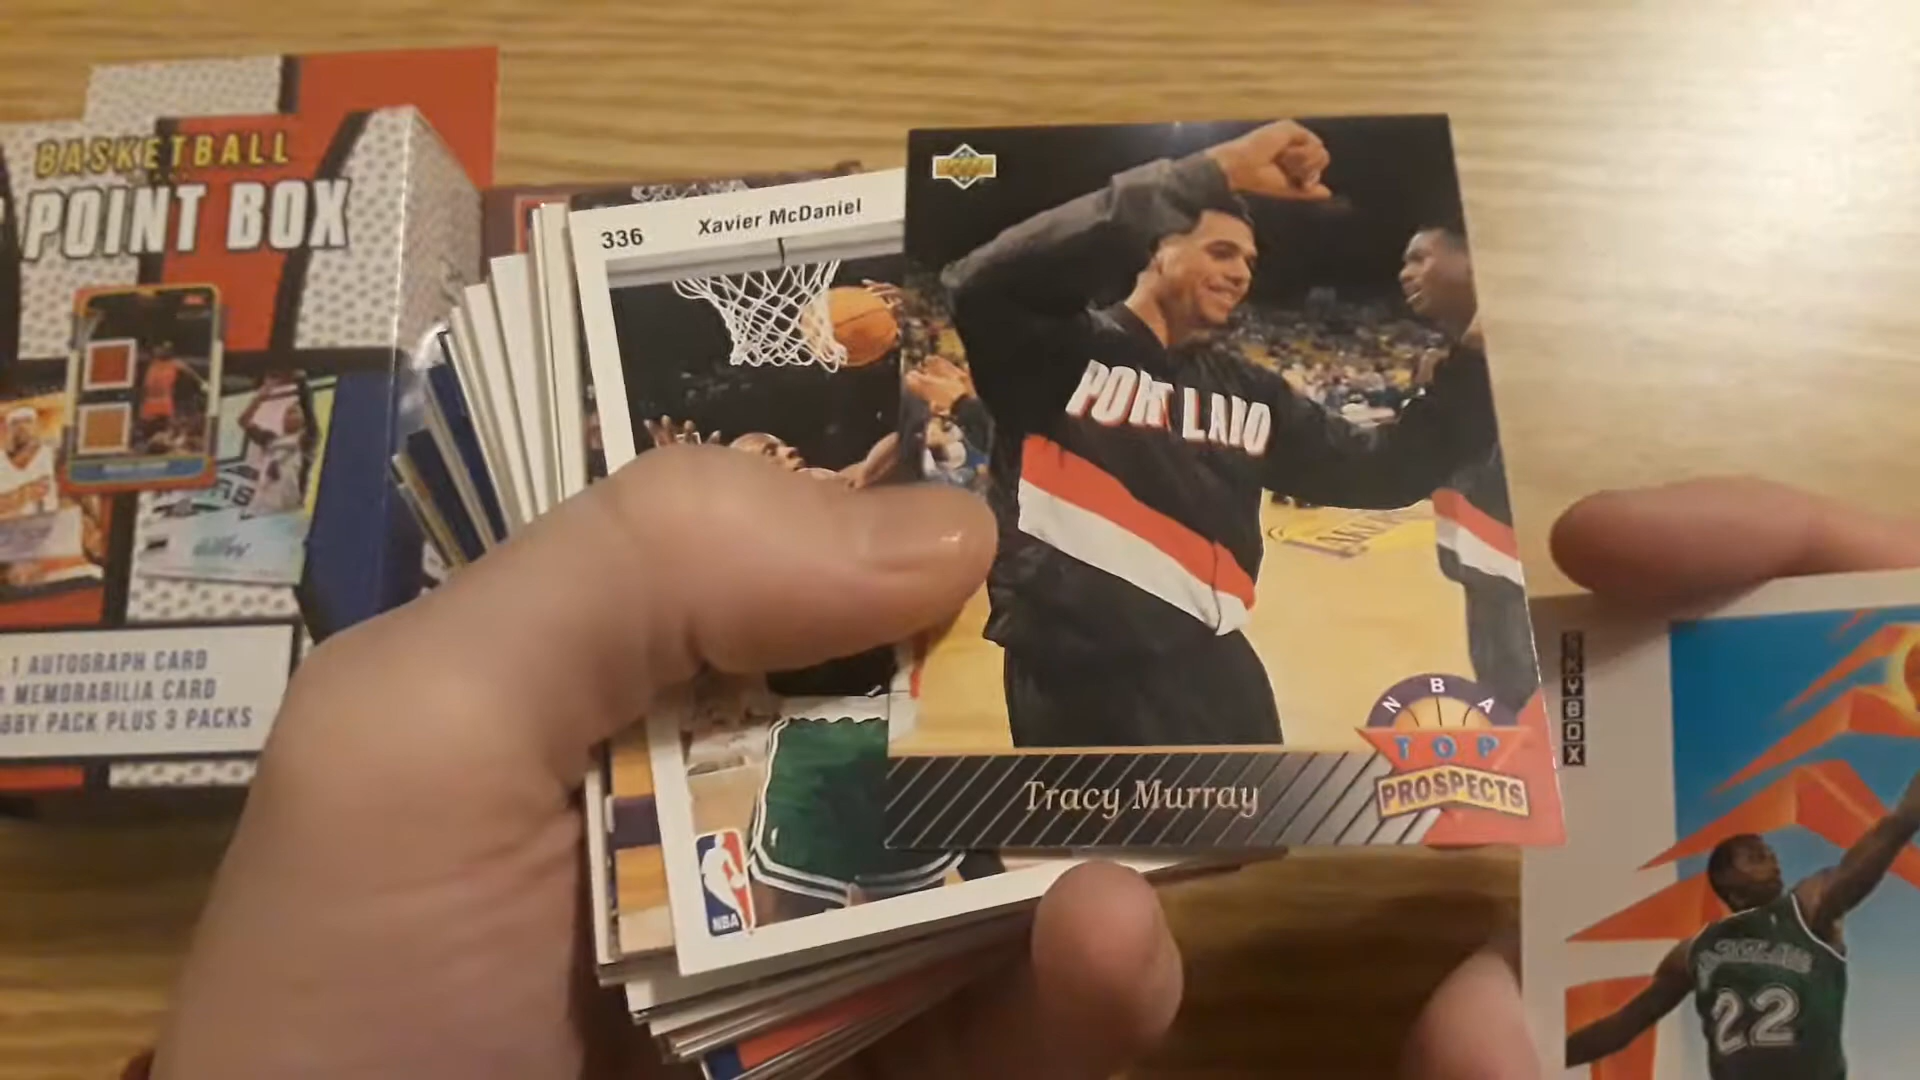 BASKETBALL
POINT BOX
1 AUTOGRAPH CARD
MEMORABILIA CARD
BBY PACK PLUS 3 PACKS
336 Xavier McDaniel
NBA
PORTLAND
NBA
TOP
PROSPECTS
Tracy Murray
SKYBOX
22